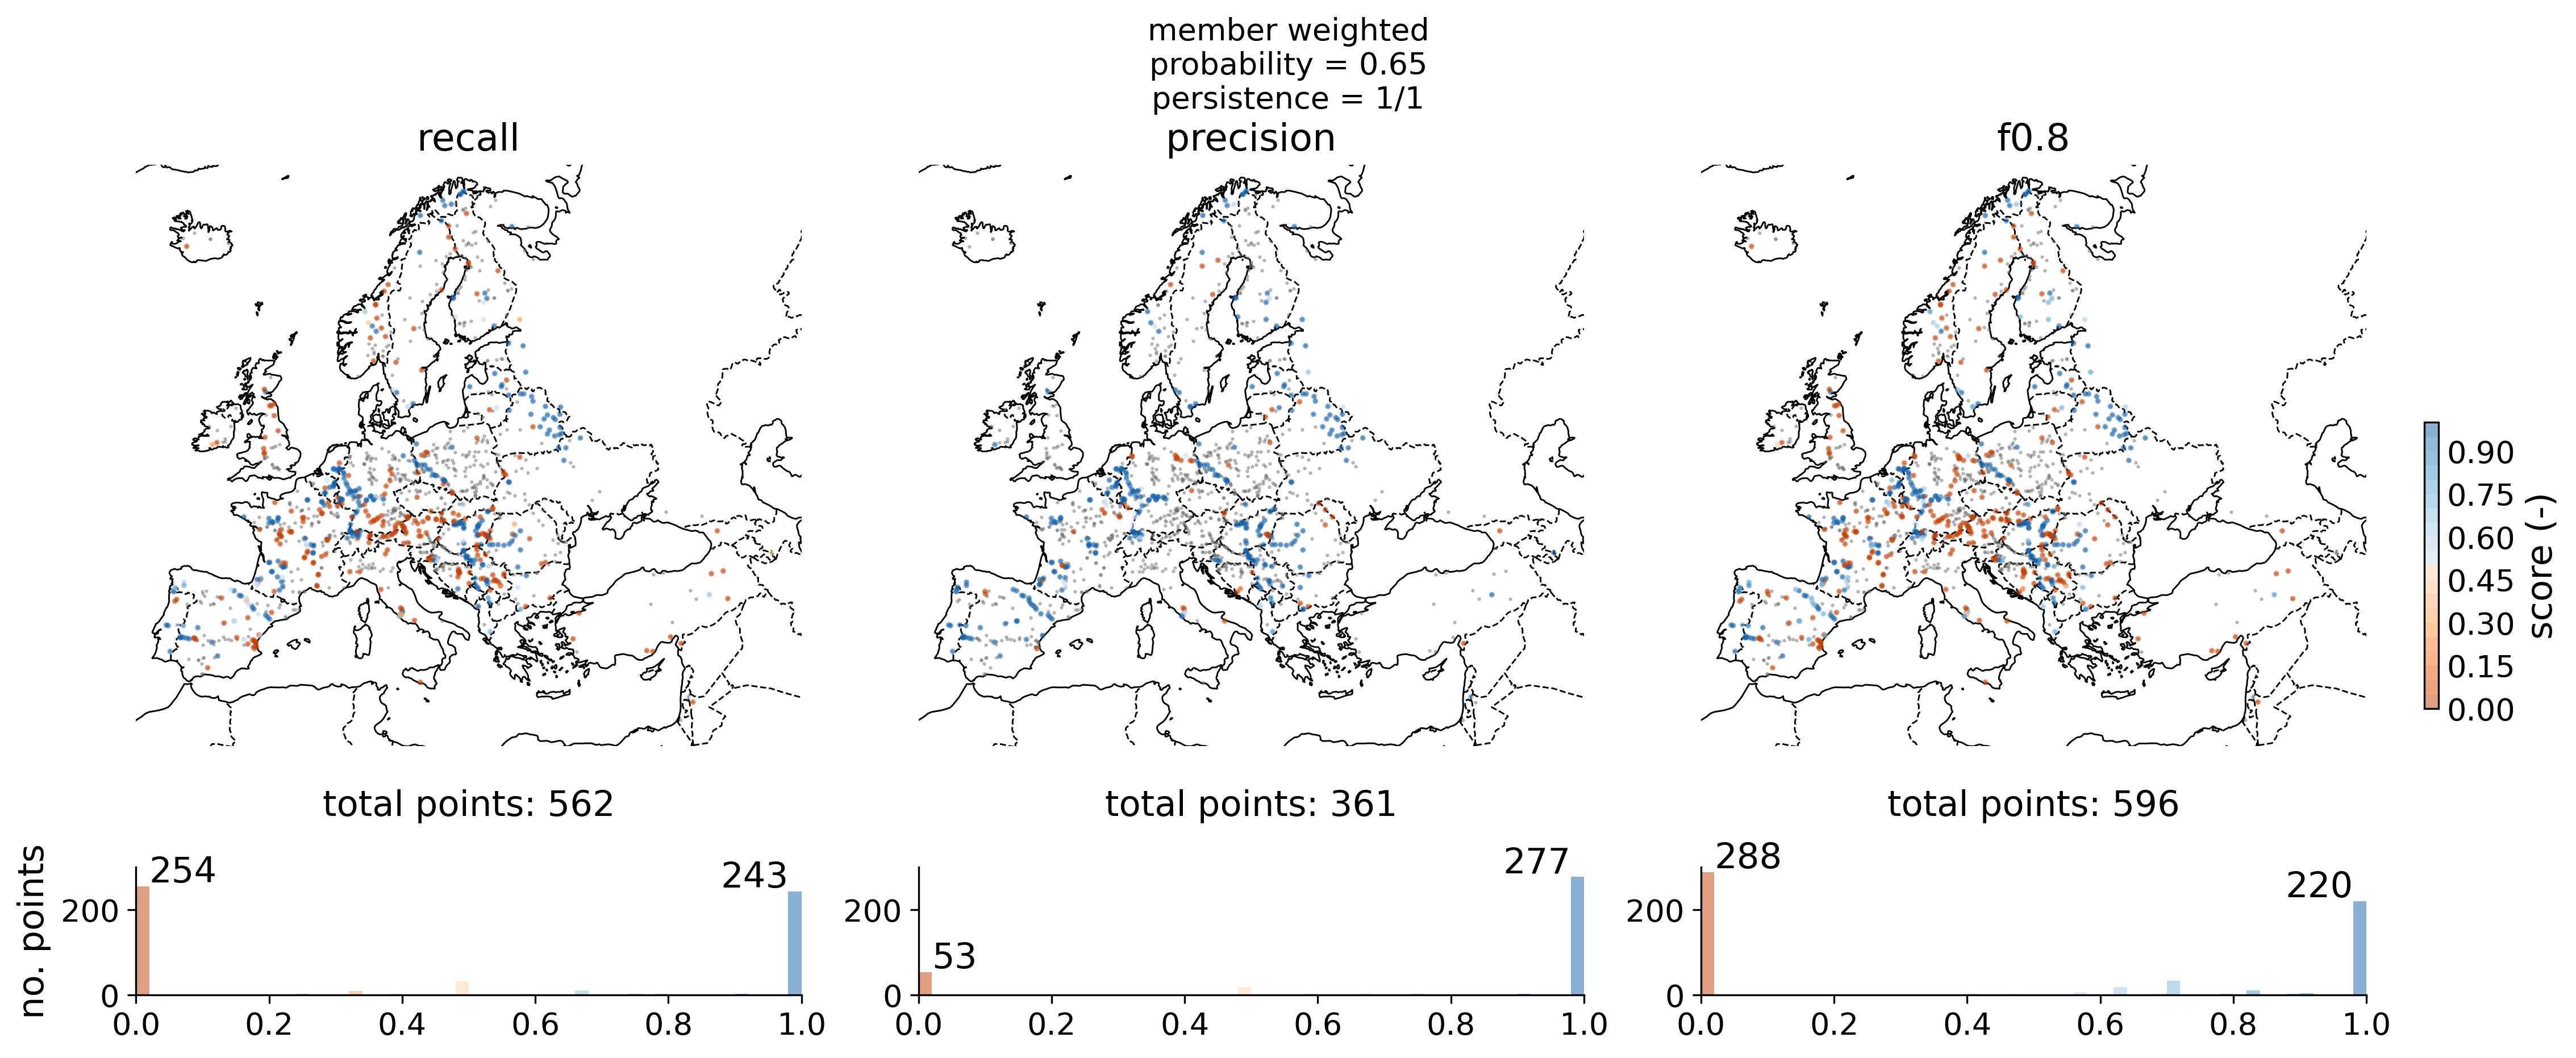 member weighted
probability = 0.65
persistence = 1/1
recall
precision
f0.8
0.90
0.75
0.60
0.45
0.30
0.15
0.00
score (-)
total points: 562
total points: 361
total points: 596
no. points
200
0
254
243
0.0 0.2 0.4 0.6 0.8 1.0
200
0
53
277
0.0 0.2 0.4 0.6 0.8 1.0
200
0
288
220
0.0 0.2 0.4 0.6 0.8 1.0